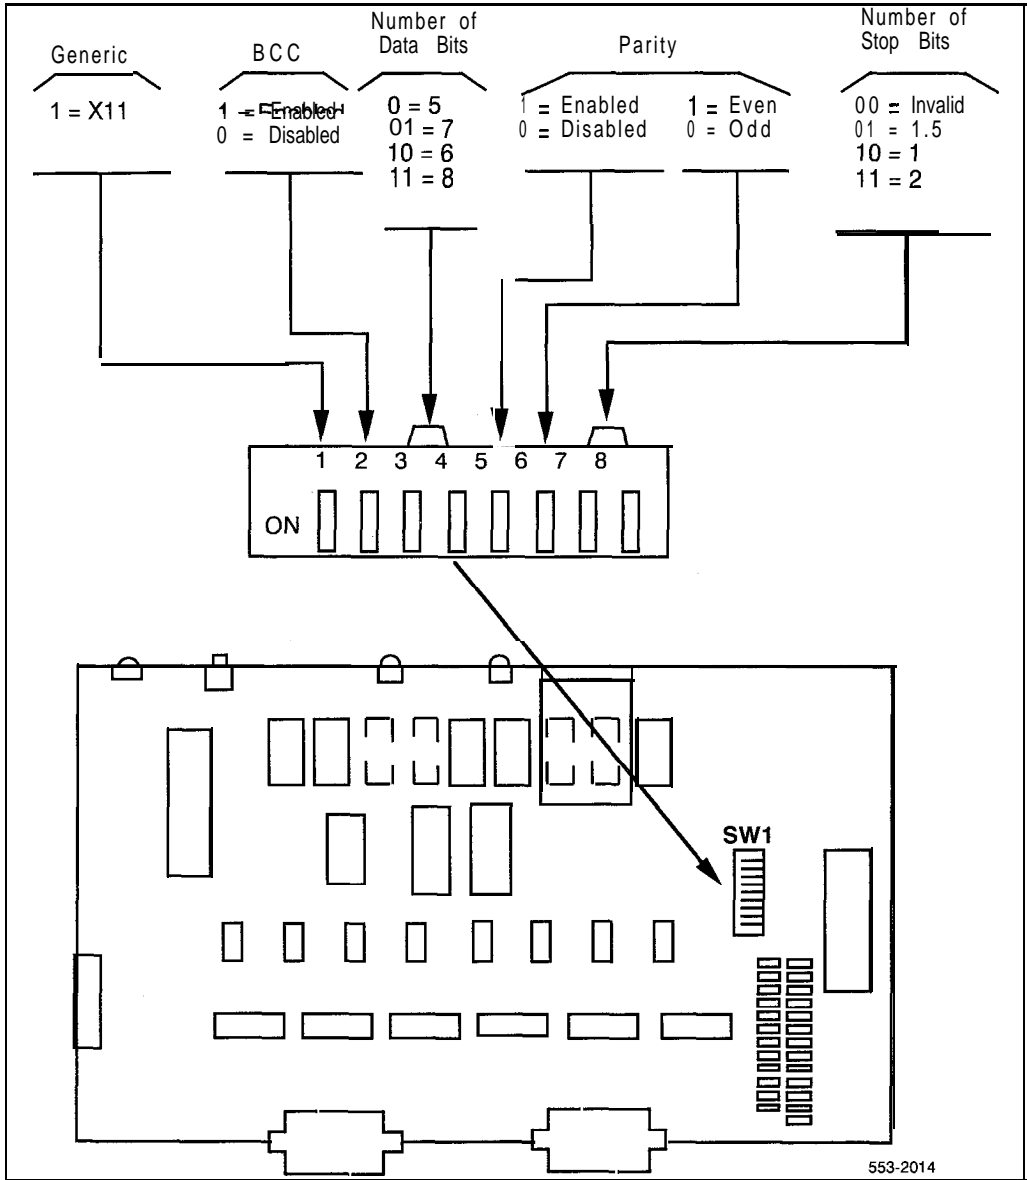 Generic
1 = X11
BCC
1 = Enabled
0 = Disabled
Number of
Data Bits
0 = 5
01 = 7
10 = 6
11 = 8
Parity
1 = Enabled
0 = Disabled
1 = Even
0 = Odd
Number of
Stop Bits
00 = Invalid
01 = 1.5
10 = 1
11 = 2
1 2 3 4 5 6 7 8
ON
SW1
553-2014